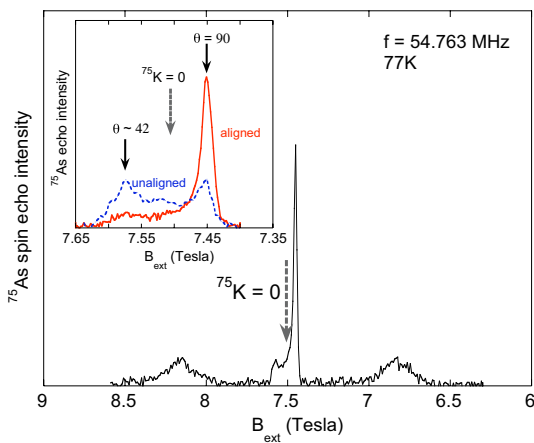 f = 54.763 MHz
77K
θ = 90
⁷⁵K = 0
θ ~ 42
aligned
unaligned
⁷⁵As echo intensity
7.65 7.55 7.45 7.35
B_ext (Tesla)
⁷⁵K = 0
⁷⁵As spin echo intensity
9 8.5 8 7.5 7 6.5 6
B_ext (Tesla)